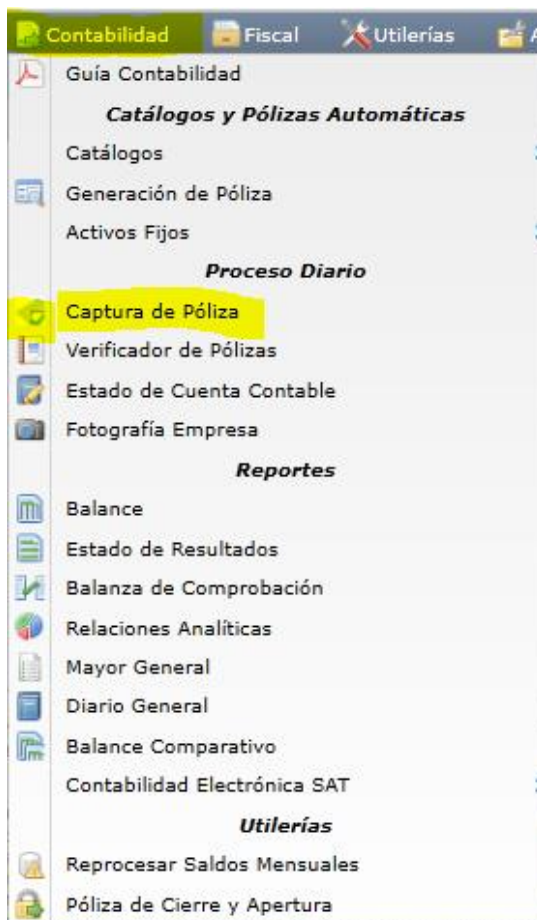 Contabilidad Fiscal Utilerías
Guía Contabilidad
Catálogos y Pólizas Automáticas
Catálogos
Generación de Póliza
Activos Fijos
Proceso Diario
Captura de Póliza
Verificador de Pólizas
Estado de Cuenta Contable
Fotografía Empresa
Reportes
Balance
Estado de Resultados
Balanza de Comprobación
Relaciones Analíticas
Mayor General
Diario General
Balance Comparativo
Contabilidad Electrónica SAT
Utilerías
Reprocesar Saldos Mensuales
Póliza de Cierre y Apertura